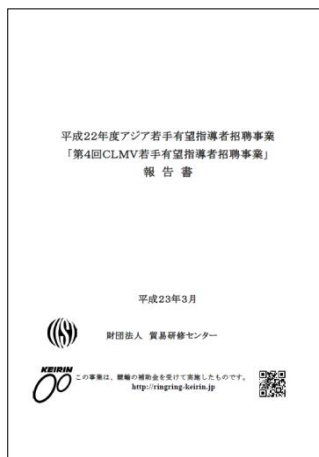 平成22年度アジア若手有望指導者招聘事業
「第4回CLMV若手有望指導者招聘事業」
報 告 書
平成23年3月
財団法人 貿易研修センター
KEIRIN
この事業は、競輪の補助金を受けて実施したものです。
http://ringring-keirin.jp